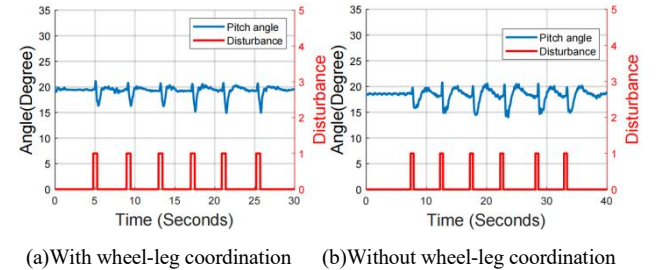 35
30
25
20
15
10
5
0
Angle(Degree)
Pitch angle
Disturbance
5
4
3
2
1
0
Disturbance
0 5 10 15 20 25 30
Time (Seconds)
35
30
25
20
15
10
5
0
Angle(Degree)
Pitch angle
Disturbance
5
4
3
2
1
0
Disturbance
0 10 20 30 40
Time (Seconds)
(a)With wheel-leg coordination
(b)Without wheel-leg coordination